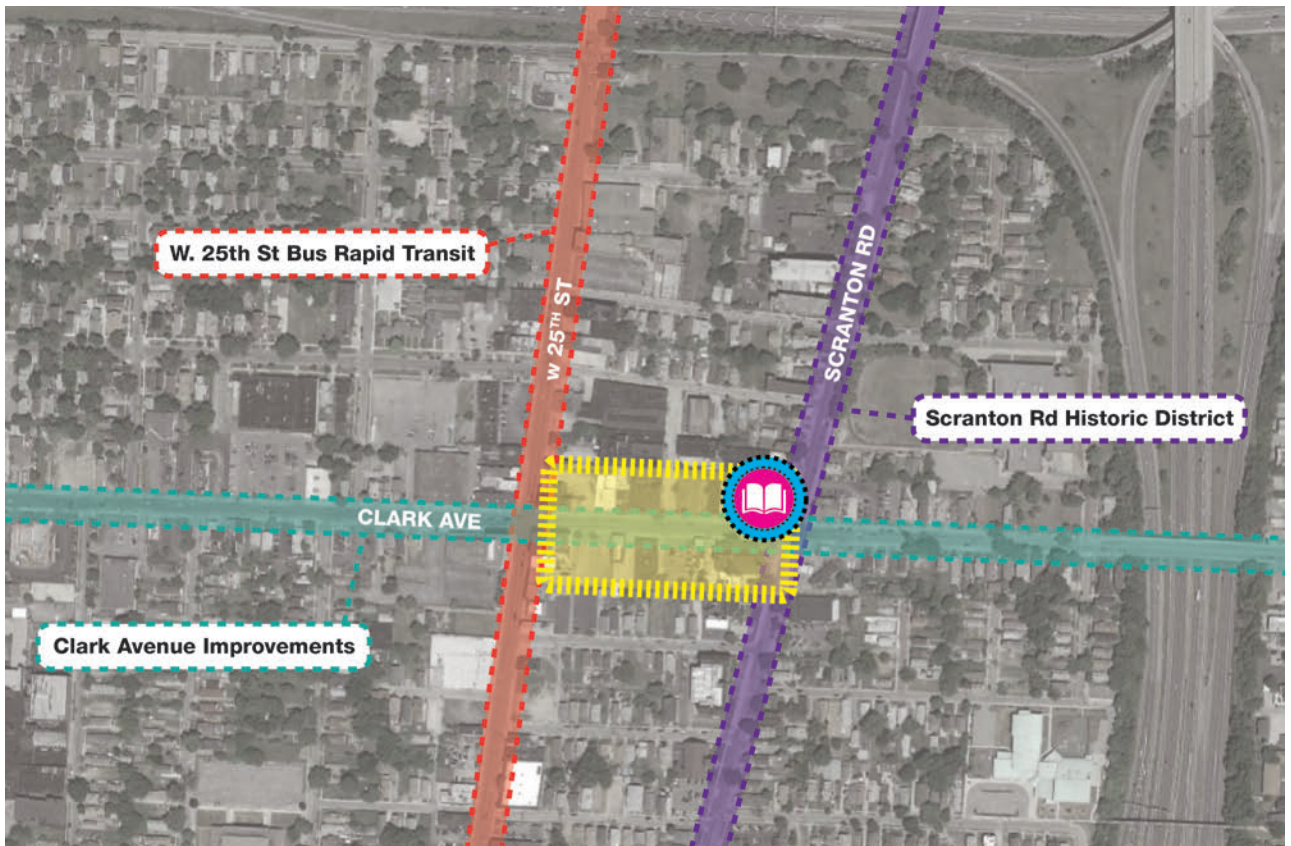 W. 25th St Bus Rapid Transit
w 25TH ST
SCRANTON RD
Scranton Rd Historic District
CLARK AVE
Clark Avenue Improvements